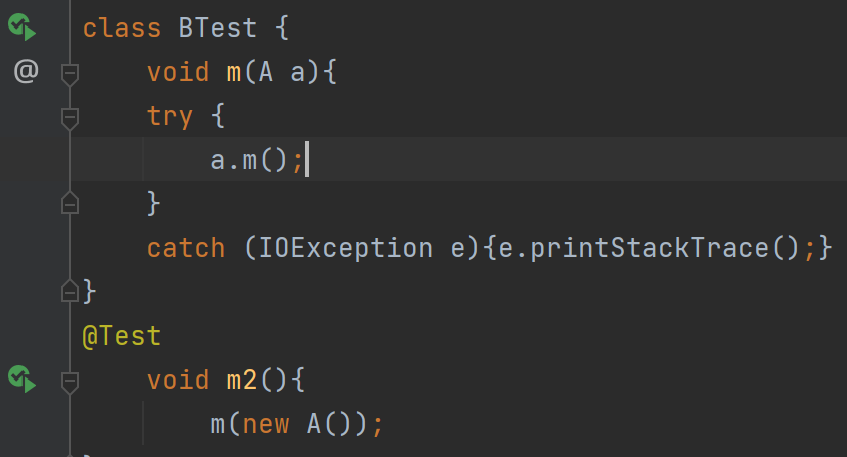 class BTest {
@ void m(A a){
try {
a.m();
}
catch (IOException e){e.printStackTrace();}
}
@Test
void m2(){
m(new A());
}